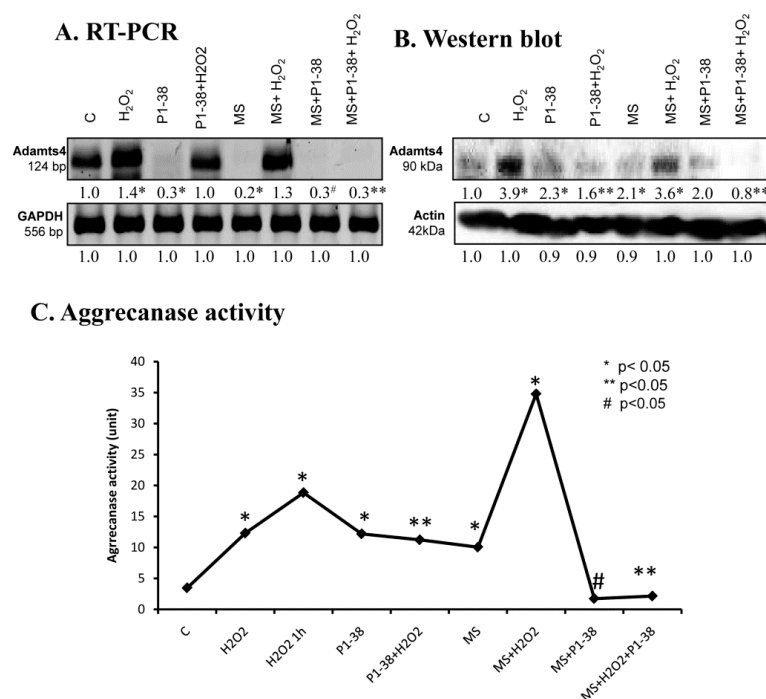 A. RT-PCR
C
H₂O₂
P1-38
P1-38+H2O2
MS
MS+ H₂O₂
MS+P1-38
MS+P1-38+ H₂O₂
Adamts4
124 bp
1.0 1.4* 0.3* 1.0 0.2* 1.3 0.3# 0.3**
GAPDH
556 bp
1.0 1.0 1.0 1.0 1.0 1.0 1.0 1.0
B. Western blot
C
H₂O₂
P1-38
P1-38+H₂O₂
MS
MS+ H₂O₂
MS+P1-38
MS+P1-38+ H₂O₂
Adamts4
90 kDa
1.0 3.9* 2.3* 1.6** 2.1* 3.6* 2.0 0.8**
Actin
42kDa
1.0 1.0 0.9 0.9 0.9 1.0 1.0 1.0
C. Aggrecanase activity
Agrrecanase activity (unit)
40
35
30
25
20
15
10
5
0
* * * ** * * # **
* p< 0.05
** p<0.05
# p<0.05
C
H2O2
H2O2 1h
P1-38
P1-38+H2O2
MS
MS+H2O2
MS+P1-38
MS+H2O2+P1-38